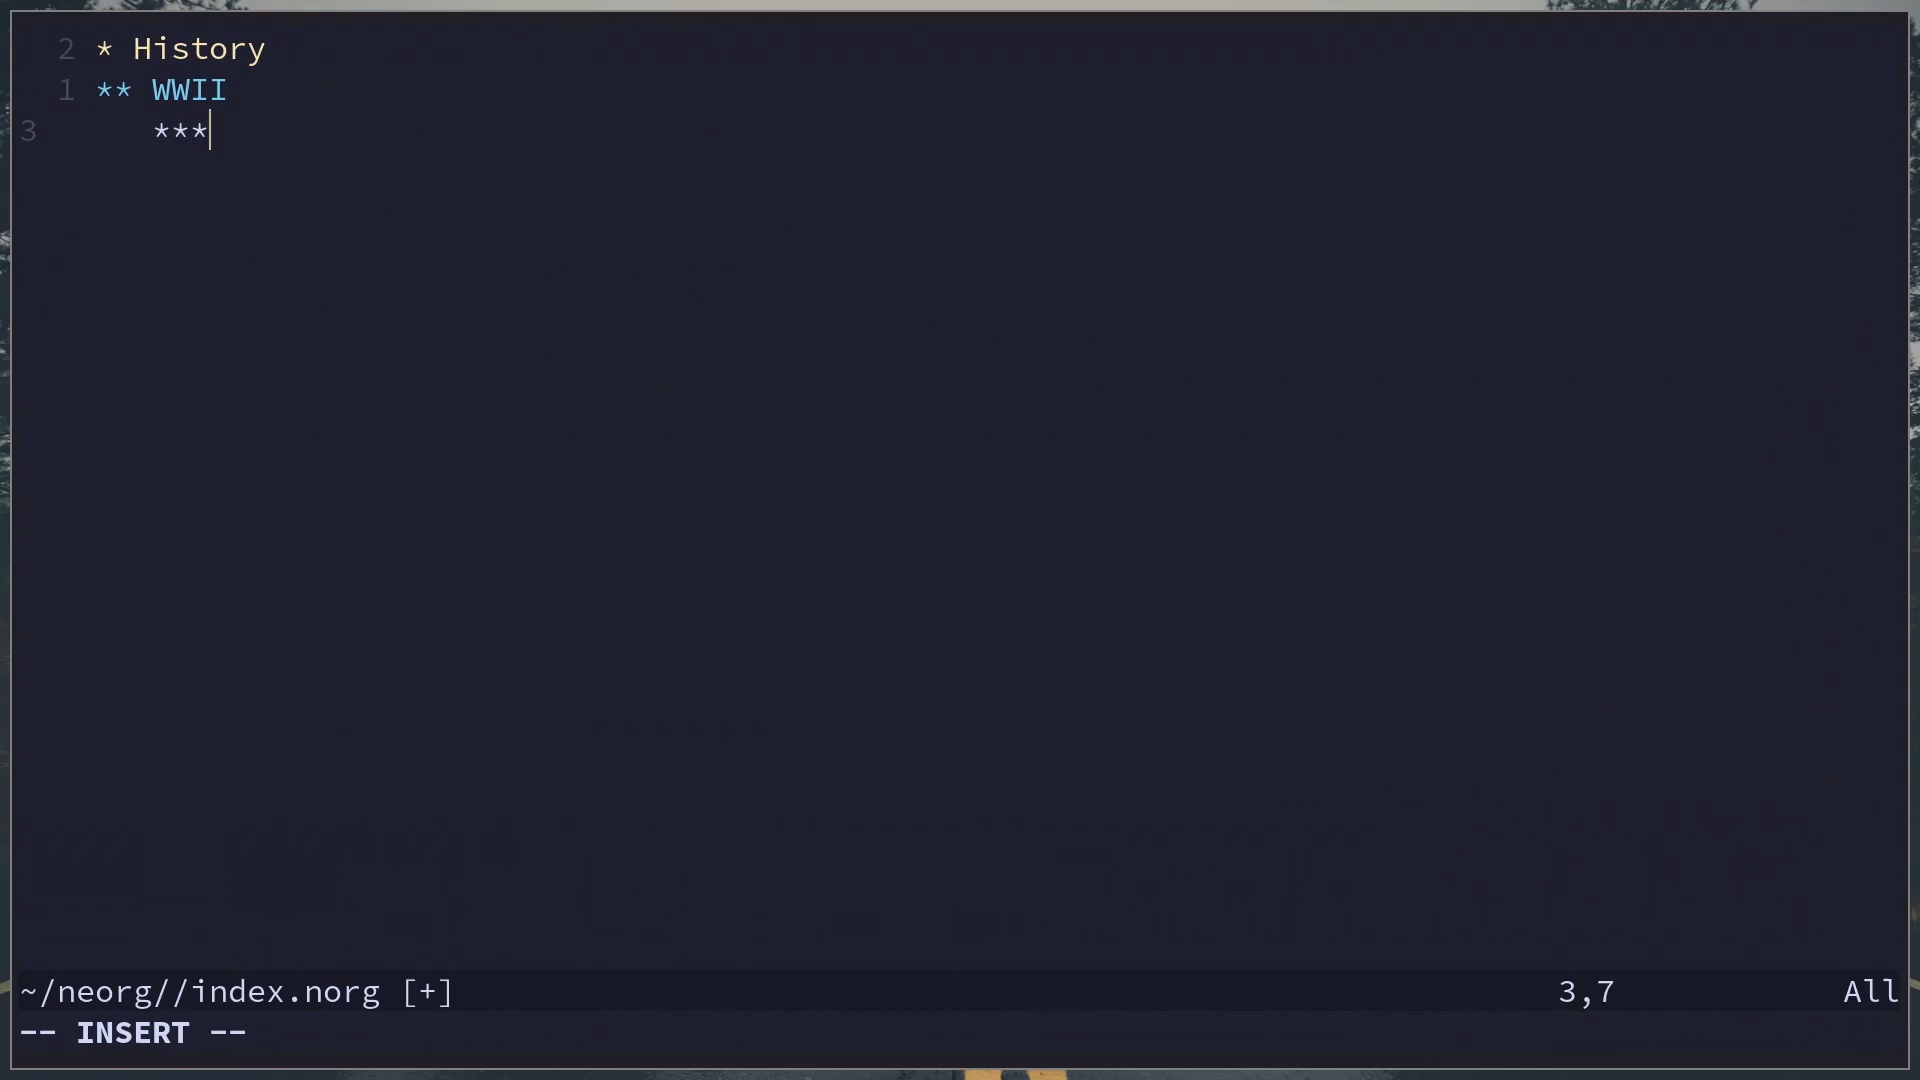 2 * History
1 ** WWII
3 ***
~/neorg//index.norg [+] 3,7 All
-- INSERT --